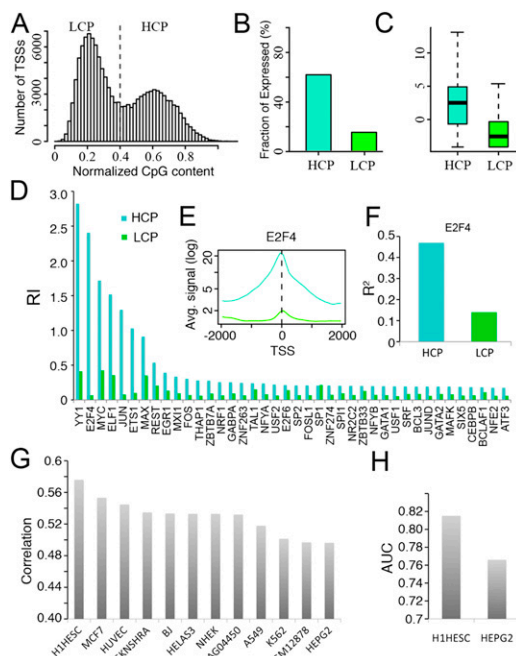 A
LCP
HCP
Number of TSSs
0
3000
6000
0
0.2
0.4
0.6
0.8
1.0
Normalized CpG content
B
Fraction of Expressed (%)
0
40
80
HCP
LCP
C
0
5
10
HCP
LCP
D
HCP
LCP
RI
3.0
2.5
2.0
1.5
1.0
0.5
0.0
YY1
E2F4
MYC
ELF1
JUN
ETS1
MAX
REST
EGR1
MXI1
FOS
THAP1
ZBTB7A
NRF1
GABPA
ZNF263
TAL1
NFYA
USF2
E2F6
SP2
FOSL1
SP1
ZNF274
SPI1
NR2C2
ZBTB33
NFYB
GATA1
USF1
SRF
BCL3
JUND
GATA2
MAFK
SIX5
CEBPB
BCLAF1
NFE2
ATF3
E
E2F4
Avg. signal (log)
20
5
2
-2000
0
2000
TSS
F
E2F4
R²
0.5
0.4
0.3
0.2
0.1
0
HCP
LCP
G
Correlation
0.6
0.56
0.52
0.48
0.44
0.40
H1HESC
MCF7
HUVEC
SKNSHRA
BJ
HELAS3
NHEK
AG04450
A549
K562
GM12878
HEPG2
H
AUC
0.82
0.8
0.78
0.76
0.74
0.72
0.7
H1HESC
HEPG2